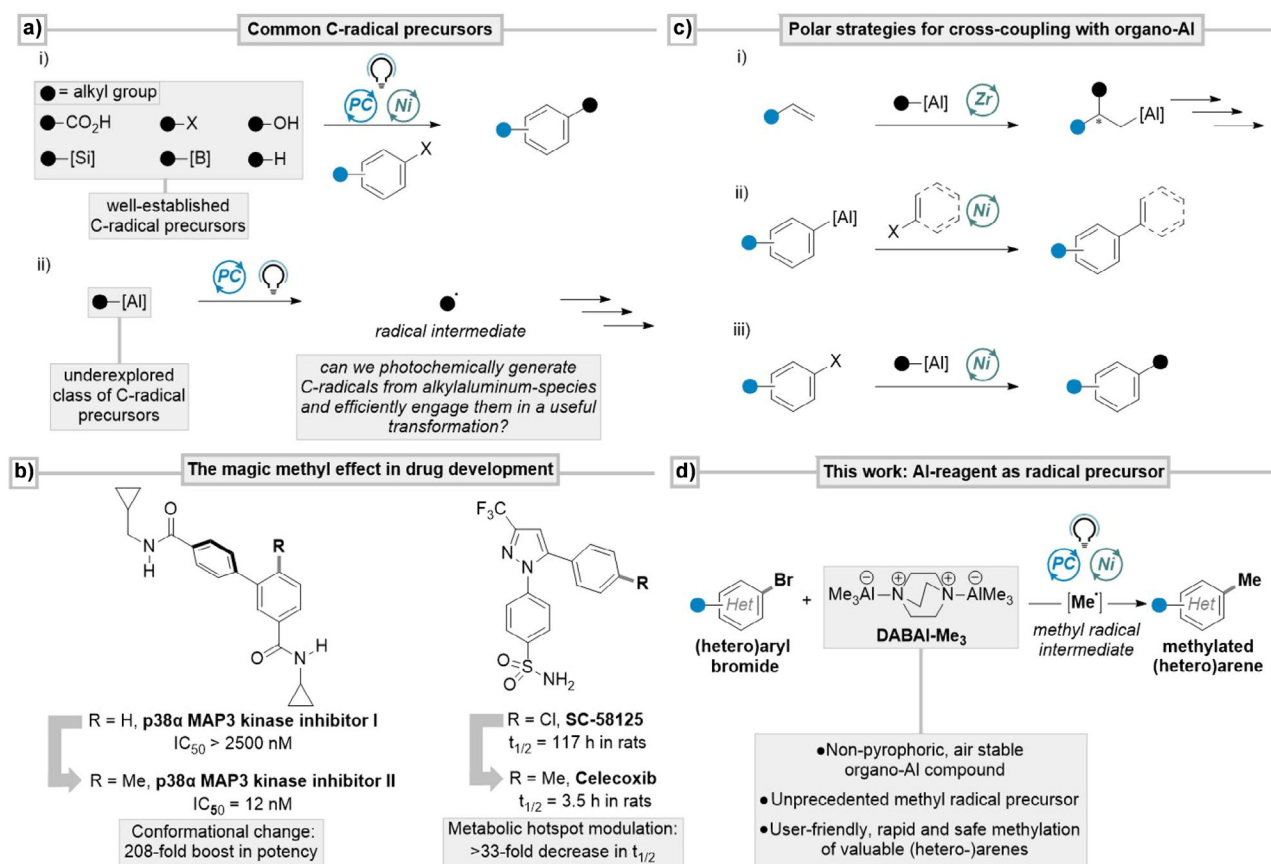 a)
Common C-radical precursors
i)
= alkyl group
CO2H
X
OH
[Si]
[B]
H
PC
Ni
X
well-established
C-radical precursors
ii)
[Al]
PC
radical intermediate
underexplored
class of C-radical
precursors
can we photochemically generate
C-radicals from alkylaluminum-species
and efficiently engage them in a useful
transformation?
b)
The magic methyl effect in drug development
O
N
H
R
O
N
H
R = H, p38α MAP3 kinase inhibitor I
IC50 > 2500 nM
R = Me, p38α MAP3 kinase inhibitor II
IC50 = 12 nM
Conformational change:
208-fold boost in potency
F3C
N
N
R
O
S
O
NH2
R = Cl, SC-58125
t1/2 = 117 h in rats
R = Me, Celecoxib
t1/2 = 3.5 h in rats
Metabolic hotspot modulation:
>33-fold decrease in t1/2
c)
Polar strategies for cross-coupling with organo-Al
i)
[Al]
Zr
*
[Al]
ii)
[Al]
X
Ni
iii)
X
[Al]
Ni
d)
This work: Al-reagent as radical precursor
Br
Het
(hetero)aryl
bromide
+
⊖ ⊕ ⊕ ⊖
Me3Al N N AlMe3
DABAl-Me3
PC
Ni
[Me•]
methyl radical
intermediate
Me
Het
methylated
(hetero)arene
●Non-pyrophoric, air stable
organo-Al compound
●Unprecedented methyl radical precursor
●User-friendly, rapid and safe methylation
of valuable (hetero-)arenes